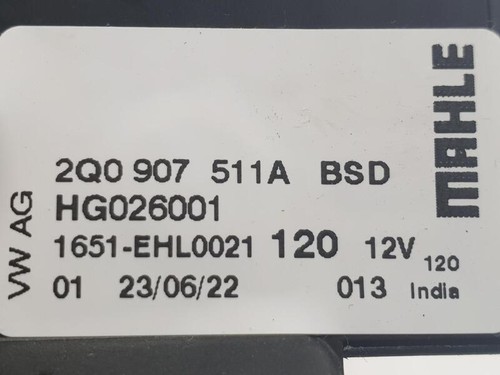 2Q0 907 511A BSD
HG026001
1651-EHL0021 120 12V 120
01 23/06/22 013 India
VW AG
MAHLE